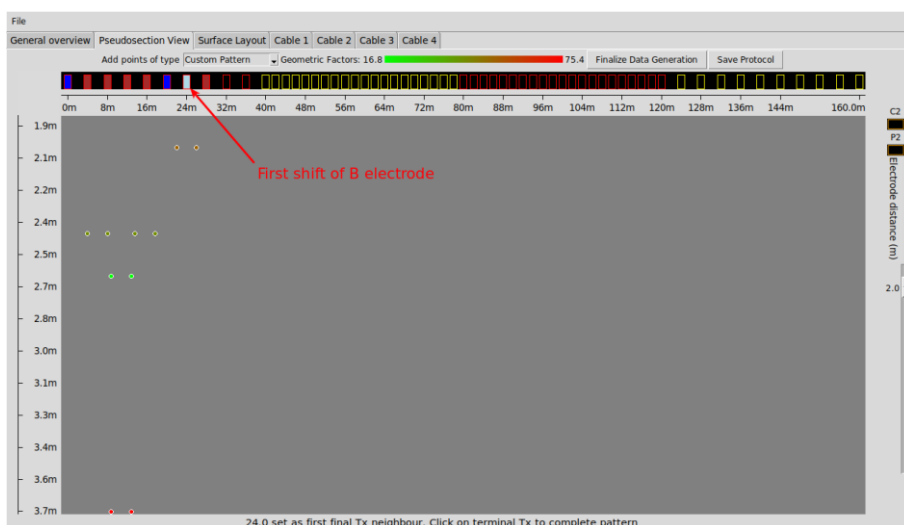 File
General overview Pseudosection View Surface Layout Cable 1 Cable 2 Cable 3 Cable 4
Add points of type Custom Pattern Geometric Factors: 16.8 75.4 Finalize Data Generation Save Protocol
0m 8m 16m 24m 32m 40m 48m 56m 64m 72m 80m 88m 96m 104m 112m 120m 128m 136m 144m 160.0m
C2
P2
Electrode distance (m)
2.0
1.9m
2.1m
First shift of B electrode
2.2m
2.4m
2.5m
2.7m
2.8m
3.0m
3.1m
3.3m
3.4m
3.6m
3.7m
24.0 set as first final Tx neighbour. Click on terminal Tx to complete pattern